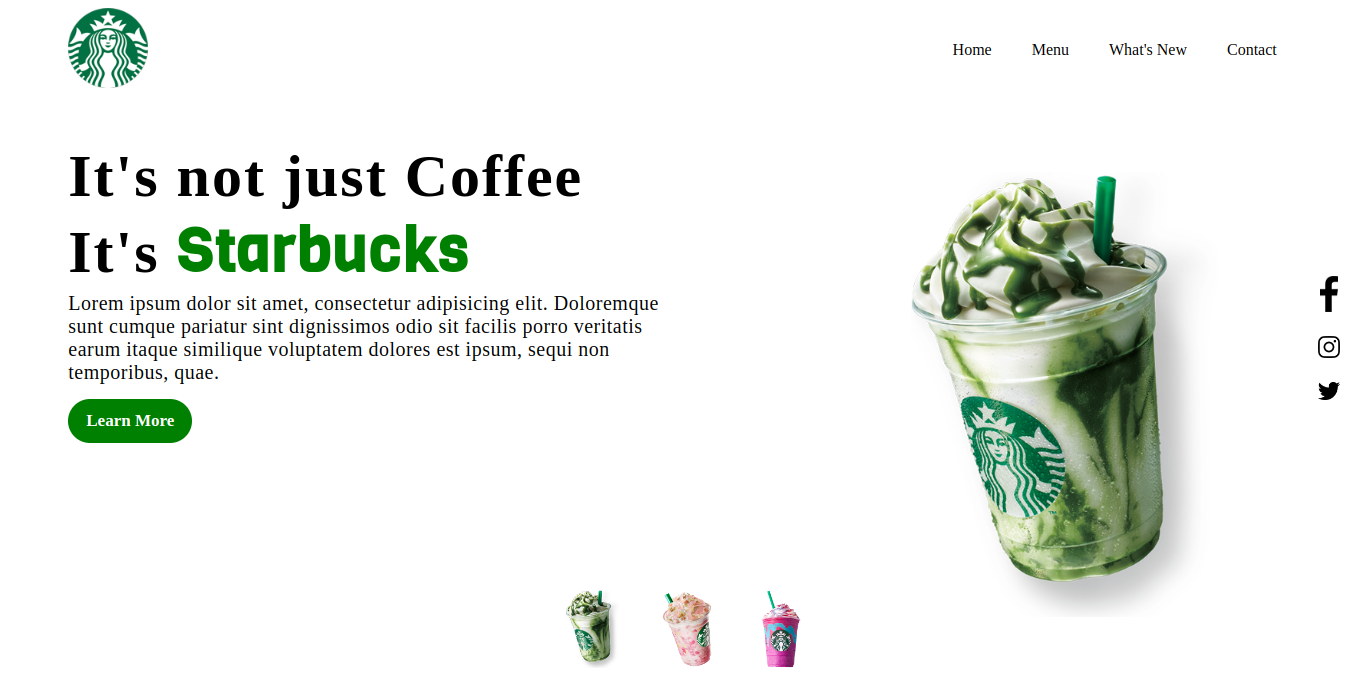 Home Menu What's New Contact
It's not just Coffee
It's Starbucks
Lorem ipsum dolor sit amet, consectetur adipisicing elit. Doloremque
sunt cumque pariatur sint dignissimos odio sit facilis porro veritatis
earum itaque similique voluptatem dolores est ipsum, sequi non
temporibus, quae.
Learn More